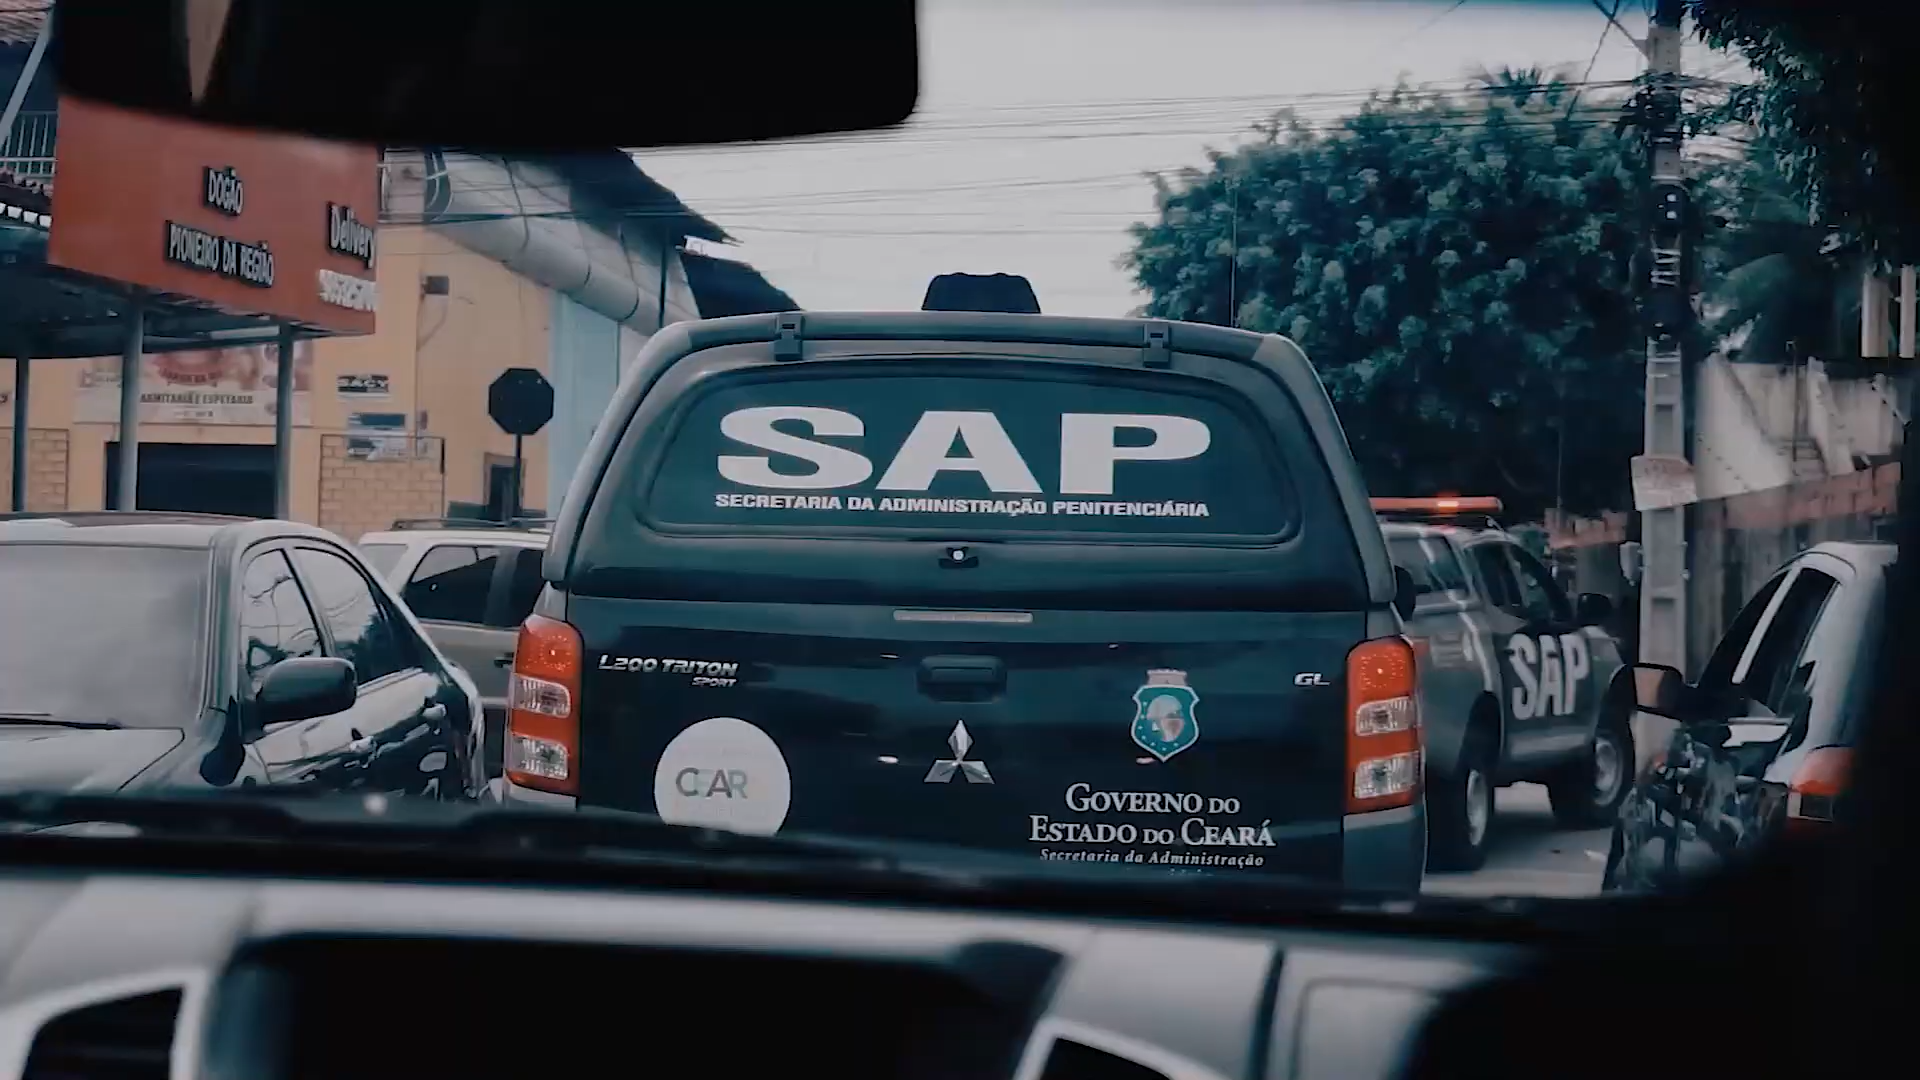 DOGÃO
PIONEIRO DA REGIÃO
Delivery
SAP
SECRETARIA DA ADMINISTRAÇÃO PENITENCIÁRIA
L200 TRITON
SPORT
GL
GOVERNO DO
ESTADO DO CEARÁ
Secretaria da Administração
SAP